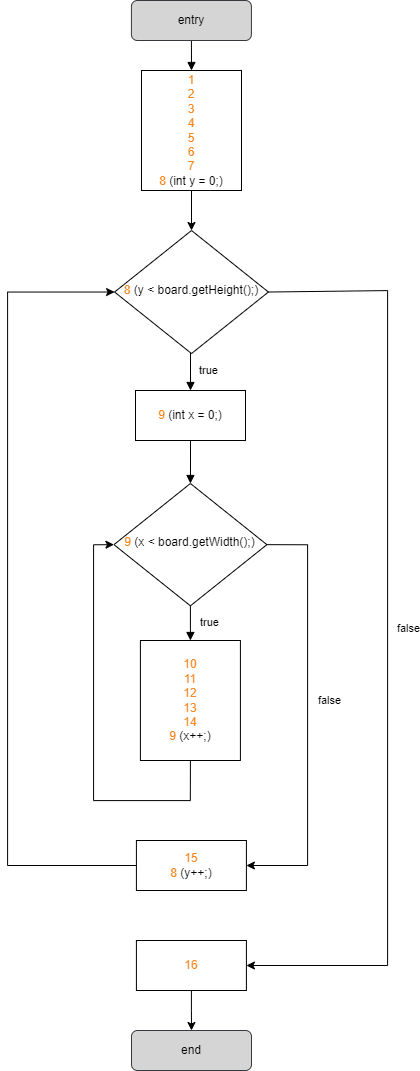 entry
1
2
3
4
5
6
7
8 (int y = 0;)
8 (y < board.getHeight();)
true
9 (int x = 0;)
9 (x < board.getWidth();)
true
false
10
11
12
13
14
9 (x++;)
false
15
8 (y++;)
16
end